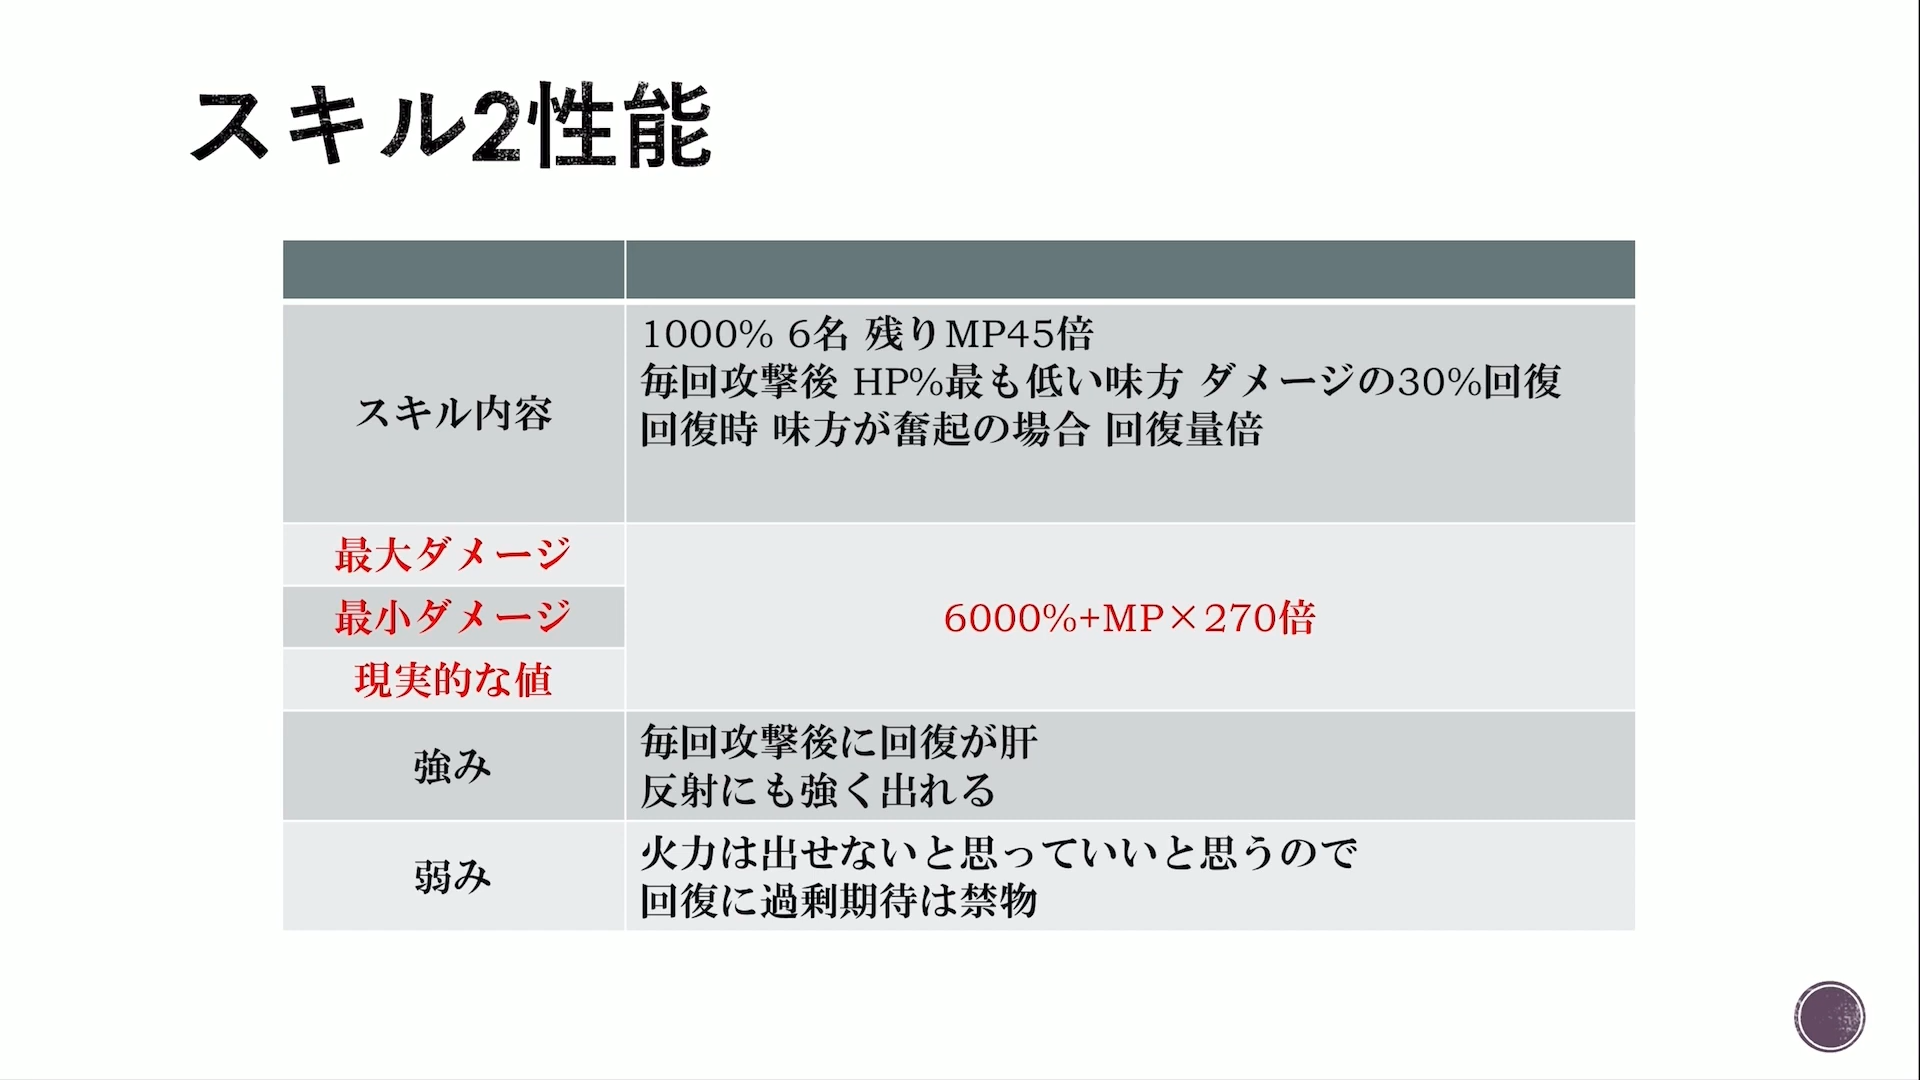 スキル2性能
スキル内容
1000% 6名 残りMP45倍
毎回攻撃後 HP%最も低い味方 ダメージの30%回復
回復時 味方が奮起の場合 回復量倍
最大ダメージ
最小ダメージ
現実的な値
6000%+MP×270倍
強み
毎回攻撃後に回復が肝
反射にも強く出れる
弱み
火力は出せないと思っていいと思うので
回復に過剰期待は禁物